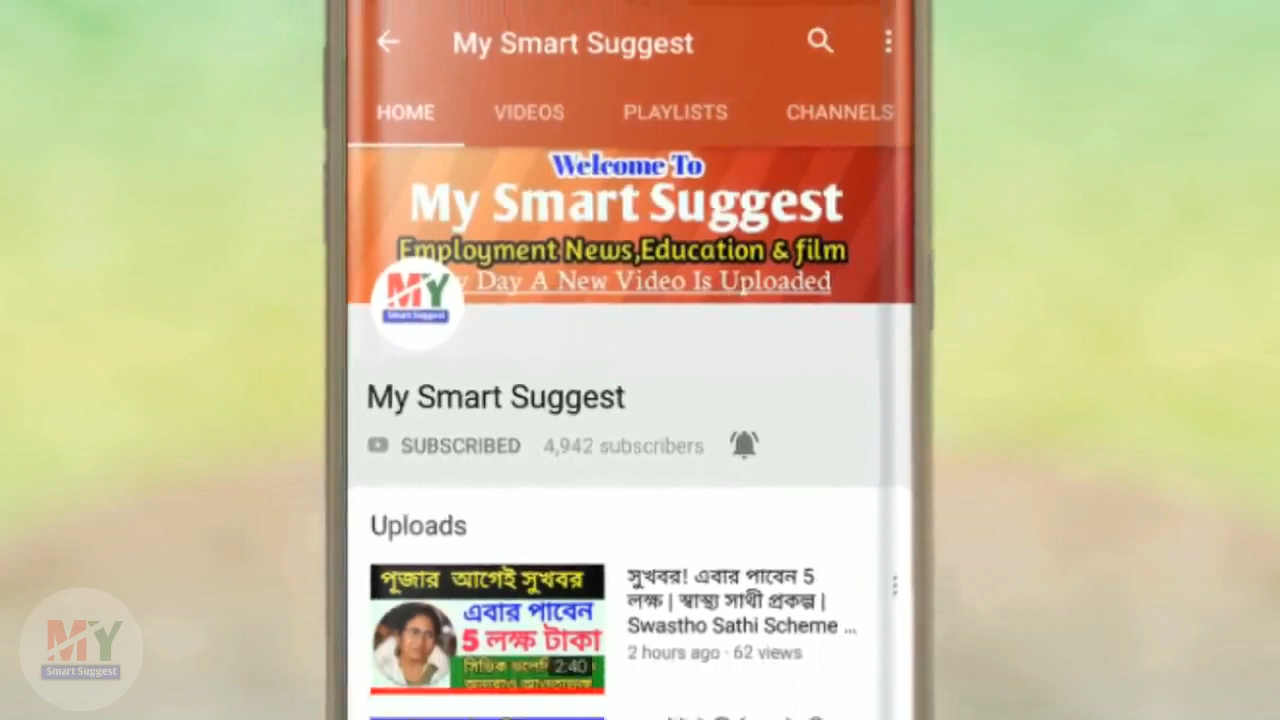 My Smart Suggest
HOME VIDEOS PLAYLISTS CHANNELS
Welcome To
My Smart Suggest
Employment News,Education & film
Day A New Video Is Uploaded
MY
Smart Suggest
My Smart Suggest
SUBSCRIBED 4,942 subscribers
Uploads
পূজার আগেই সুখবর
এবার পাবেন
5 লক্ষ টাকা
সিভিক
2:40
সুখবর! এবার পাবেন 5
লক্ষ | স্বাস্থ্য সাথী প্রকল্প |
Swastho Sathi Scheme ...
2 hours ago · 62 views
MY
Smart Suggest